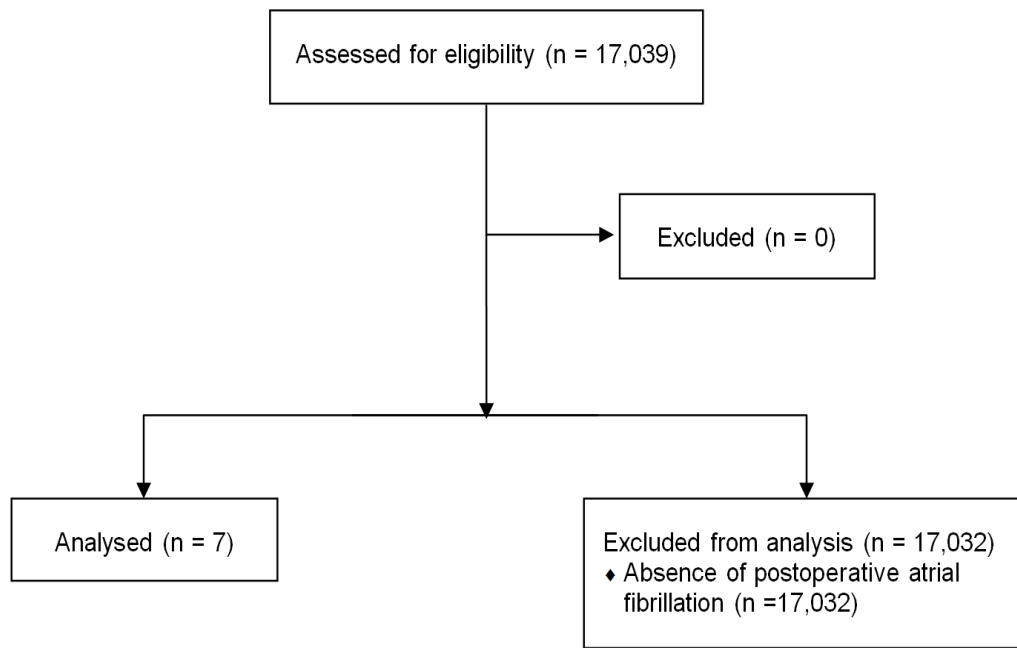 Assessed for eligibility (n = 17,039)
Excluded (n = 0)
Analysed (n = 7)
Excluded from analysis (n = 17,032)
♦ Absence of postoperative atrial
fibrillation (n =17,032)